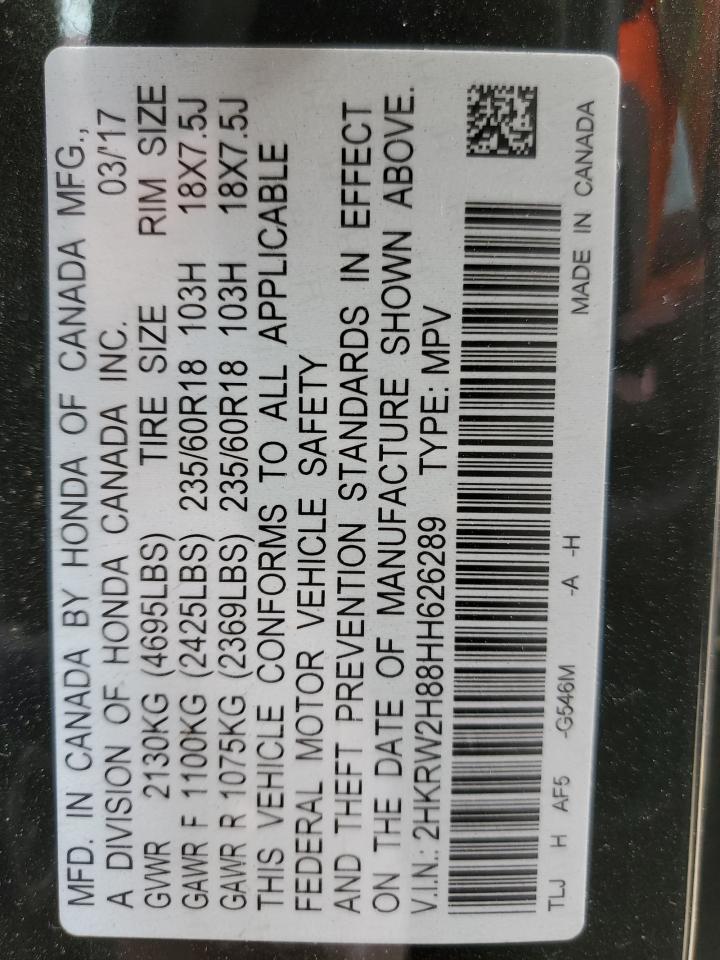 MFD. IN CANADA BY HONDA OF CANADA MFG.,
A DIVISION OF HONDA CANADA INC. 03/'17
GVWR 2130KG (4695LBS) TIRE SIZE RIM SIZE
GAWR F 1100KG (2425LBS) 235/60R18 103H 18X7.5J
GAWR R 1075KG (2369LBS) 235/60R18 103H 18X7.5J
THIS VEHICLE CONFORMS TO ALL APPLICABLE
FEDERAL MOTOR VEHICLE SAFETY
AND THEFT PREVENTION STANDARDS IN EFFECT
ON THE DATE OF MANUFACTURE SHOWN ABOVE.
V.I.N.: 2HKRW2H88HH626289 TYPE: MPV
TLJ H AF5 -G546M -A -H MADE IN CANADA